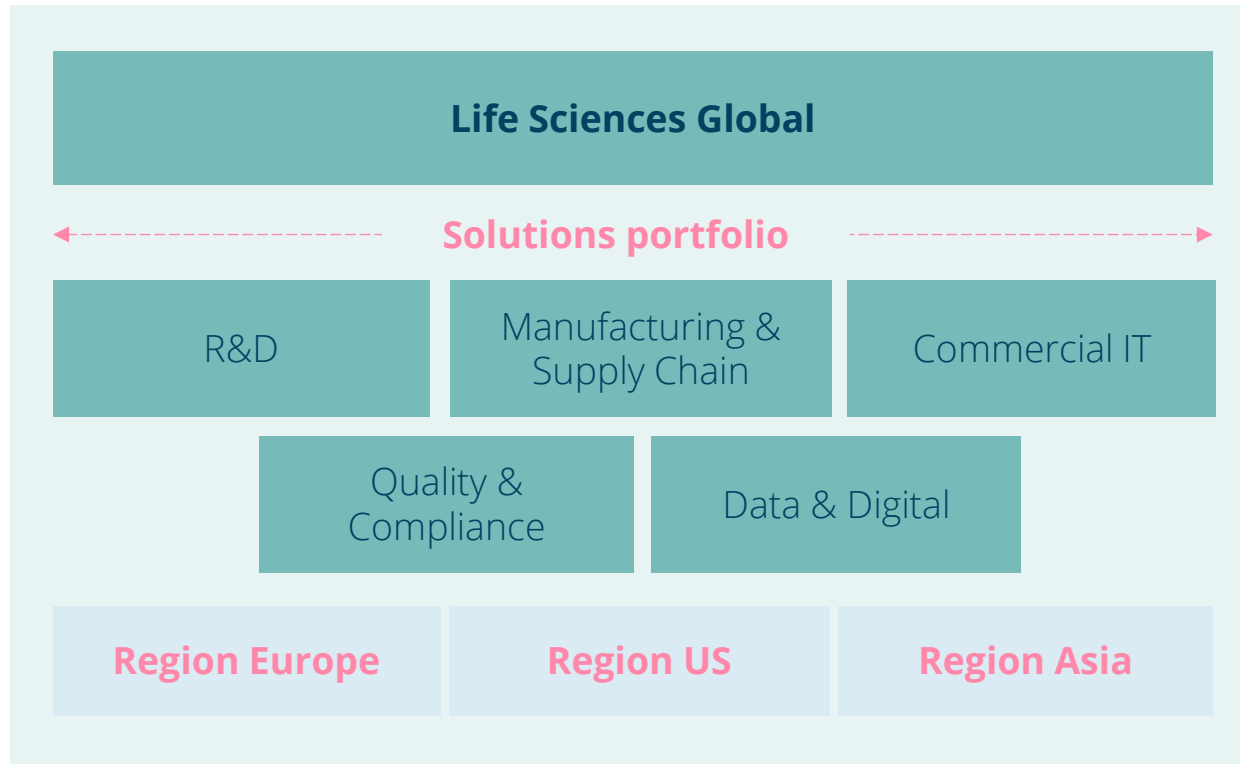 Life Sciences Global
Solutions portfolio
R&D
Manufacturing &
Supply Chain
Commercial IT
Quality &
Compliance
Data & Digital
Region Europe
Region US
Region Asia